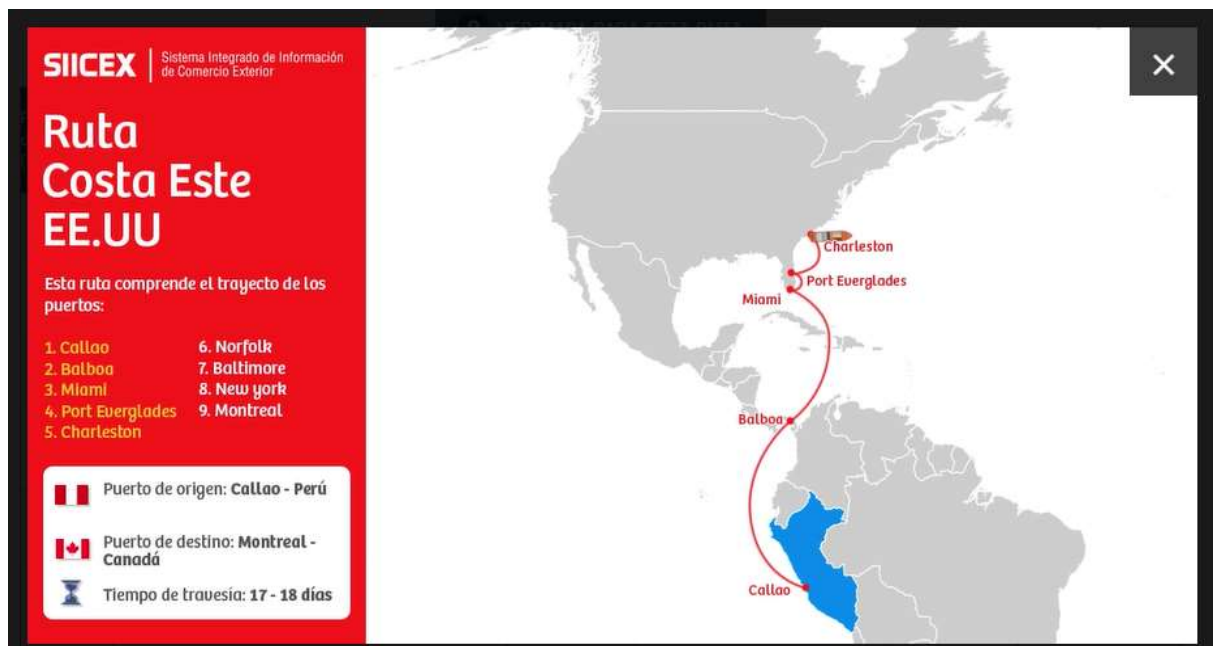 SIICEX
Sistema Integrado de Información
de Comercio Exterior
Ruta
Costa Este
EE.UU
Esta ruta comprende el trayecto de los
puertos:
1. Callao
2. Balboa
3. Miami
4. Port Everglades
5. Charleston
6. Norfolk
7. Baltimore
8. New york
9. Montreal
Puerto de origen: Callao - Perú
Puerto de destino: Montreal -
Canadá
Tiempo de travesía: 17 - 18 días
Charleston
Port Everglades
Miami
Balboa
Callao